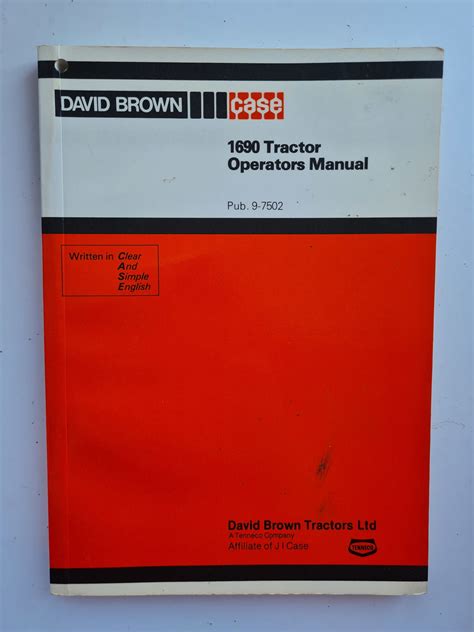 DAVID BROWN case
1690 Tractor
Operators Manual
Pub. 9-7502
Written in Clear
And
Simple
English
David Brown Tractors Ltd
A Tenneco Company
Affiliate of J I Case
TENNECO